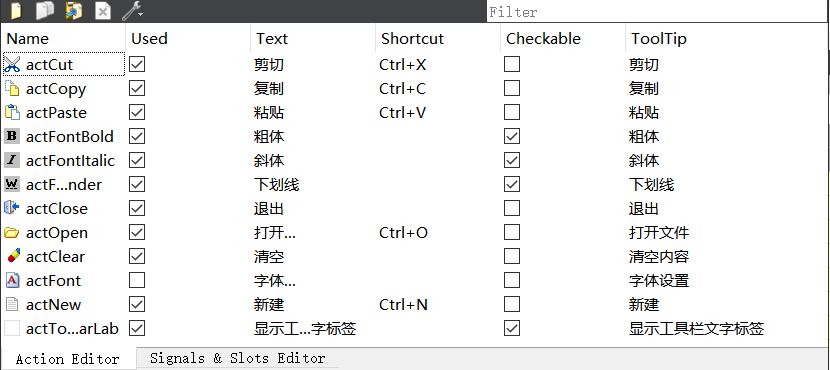 Filter
Name Used Text Shortcut Checkable ToolTip
actCut 剪切 Ctrl+X 剪切
actCopy 复制 Ctrl+C 复制
actPaste 粘贴 Ctrl+V 粘贴
B actFontBold 粗体 粗体
I actFontItalic 斜体 斜体
W actF...nder 下划线 下划线
actClose 退出 退出
actOpen 打开... Ctrl+O 打开文件
actClear 清空 清空内容
A actFont 字体... 字体设置
actNew 新建 Ctrl+N 新建
actTo...arLab 显示工...字标签 显示工具栏文字标签
Action Editor Signals & Slots Editor